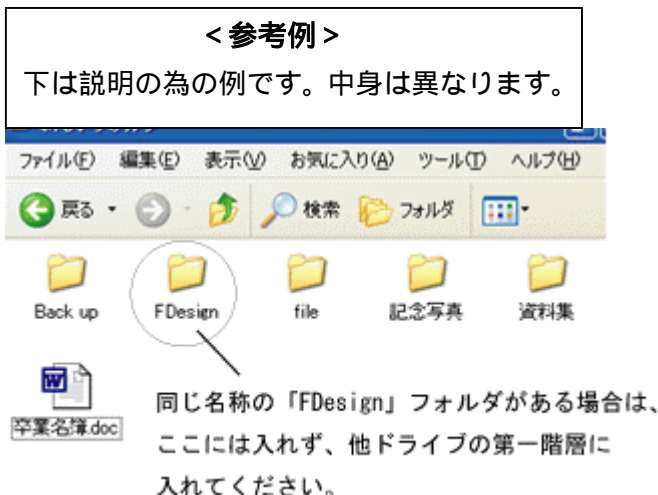 ＜参考例＞
下は説明の為の例です。中身は異なります。
ファイル(F) 編集(E) 表示(V) お気に入り(A) ツール(T) ヘルプ(H)
戻る 検索 フォルダ
Back up FDesign file 記念写真 資料集
卒業名簿.doc
同じ名称の「FDesign」フォルダがある場合は、
ここには入れず、他ドライブの第一階層に
入れてください。